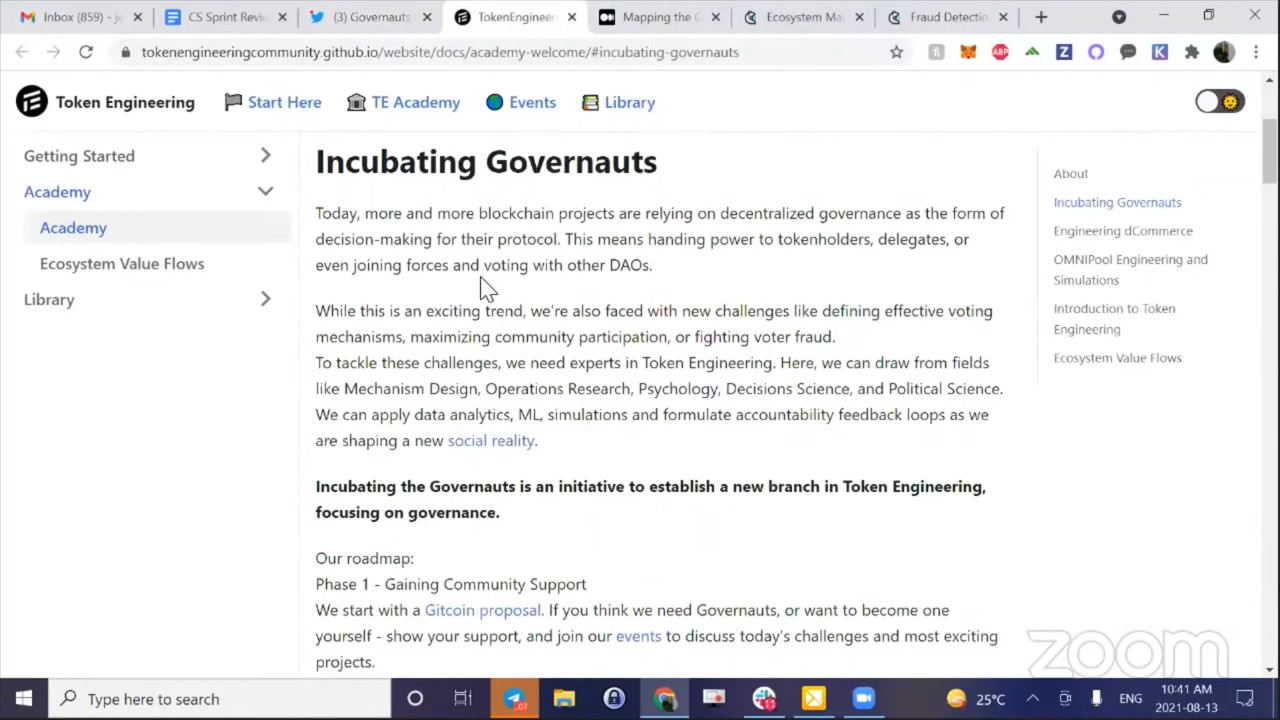 Inbox (859) - je
CS Sprint Revie
(3) Governauts
TokenEngineer
Mapping the G
Ecosystem Ma
Fraud Detectio
tokenengineeringcommunity.github.io/website/docs/academy-welcome/#incubating-governauts
Token Engineering
Start Here
TE Academy
Events
Library
Getting Started
Academy
Academy
Ecosystem Value Flows
Library
Incubating Governauts
Today, more and more blockchain projects are relying on decentralized governance as the form of
decision-making for their protocol. This means handing power to tokenholders, delegates, or
even joining forces and voting with other DAOs.
While this is an exciting trend, we're also faced with new challenges like defining effective voting
mechanisms, maximizing community participation, or fighting voter fraud.
To tackle these challenges, we need experts in Token Engineering. Here, we can draw from fields
like Mechanism Design, Operations Research, Psychology, Decisions Science, and Political Science.
We can apply data analytics, ML, simulations and formulate accountability feedback loops as we
are shaping a new social reality.
Incubating the Governauts is an initiative to establish a new branch in Token Engineering,
focusing on governance.
Our roadmap:
Phase 1 - Gaining Community Support
We start with a Gitcoin proposal. If you think we need Governauts, or want to become one
yourself - show your support, and join our events to discuss today's challenges and most exciting
projects.
About
Incubating Governauts
Engineering dCommerce
OMNIPool Engineering and
Simulations
Introduction to Token
Engineering
Ecosystem Value Flows
zoom
Type here to search
25°C
ENG
10:41 AM
2021-08-13